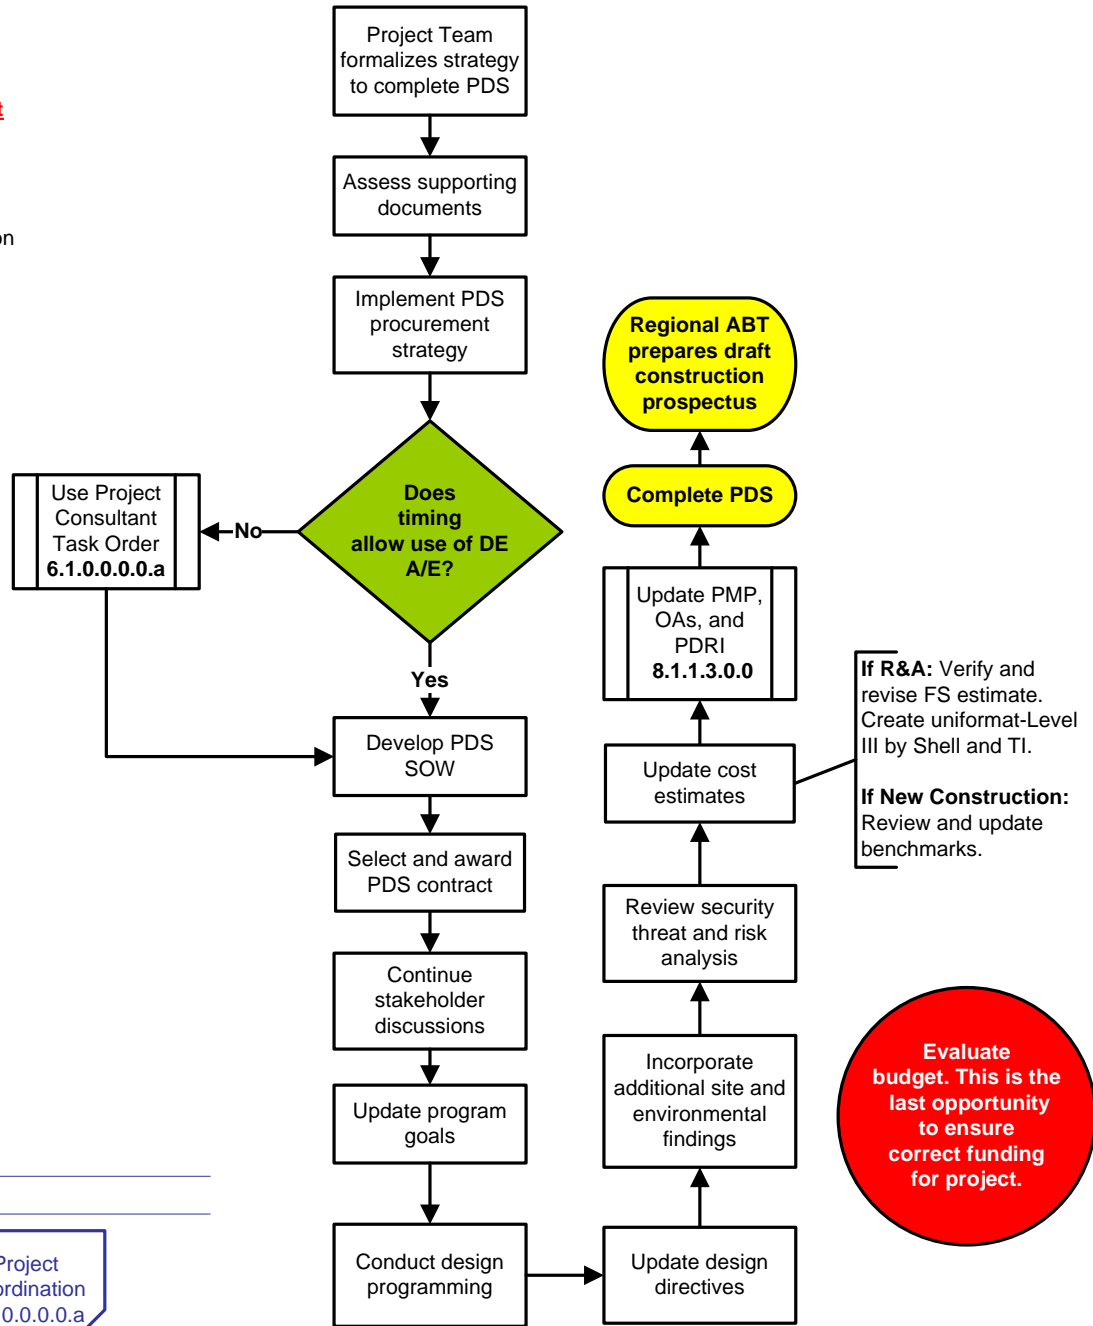 Project Team
formalizes strategy
to complete PDS
Assess supporting
documents
Implement PDS
procurement
strategy
Does
timing
allow use of DE
A/E?
No
Use Project
Consultant
Task Order
6.1.0.0.0.0.a
Yes
Develop PDS
SOW
Select and award
PDS contract
Continue
stakeholder
discussions
Update program
goals
Conduct design
programming
Update design
directives
Incorporate
additional site and
environmental
findings
Review security
threat and risk
analysis
Update cost
estimates
If R&A: Verify and
revise FS estimate.
Create uniformat-Level
III by Shell and TI.
If New Construction:
Review and update
benchmarks.
Update PMP,
OAs, and
PDRI
8.1.1.3.0.0
Complete PDS
Regional ABT
prepares draft
construction
prospectus
Evaluate
budget. This is the
last opportunity
to ensure
correct funding
for project.
Project
ordination
0.0.0.0.a